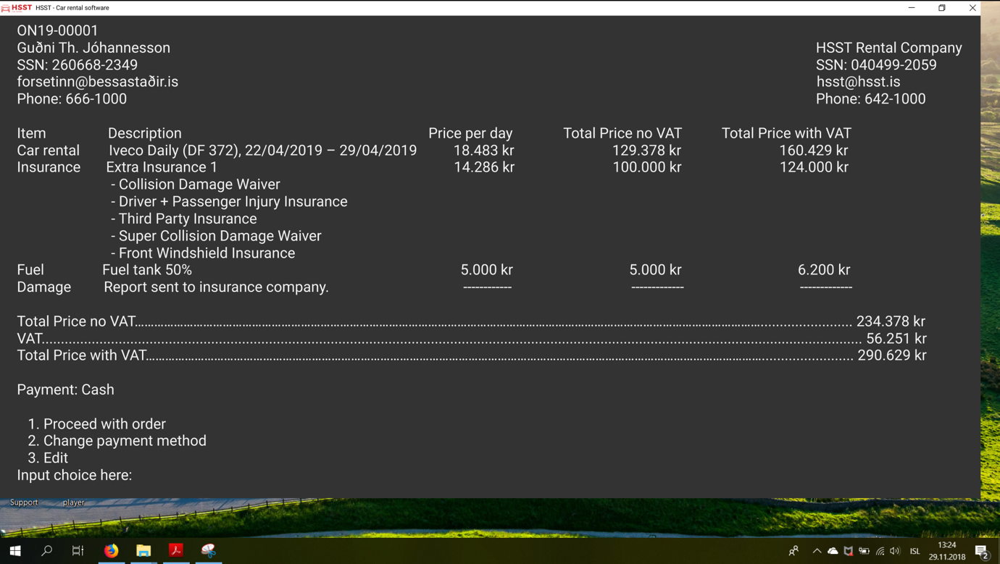 HSST HSST - Car rental software
ON19-00001
Guðni Th. Jóhannesson
SSN: 260668-2349
forsetinn@bessastaðir.is
Phone: 666-1000
HSST Rental Company
SSN: 040499-2059
hsst@hsst.is
Phone: 642-1000
Item Description Price per day Total Price no VAT Total Price with VAT
Car rental Iveco Daily (DF 372), 22/04/2019 – 29/04/2019 18.483 kr 129.378 kr 160.429 kr
Insurance Extra Insurance 1 14.286 kr 100.000 kr 124.000 kr
- Collision Damage Waiver
- Driver + Passenger Injury Insurance
- Third Party Insurance
- Super Collision Damage Waiver
- Front Windshield Insurance
Fuel Fuel tank 50% 5.000 kr 5.000 kr 6.200 kr
Damage Report sent to insurance company. ------------ ------------- -------------
Total Price no VAT........................................ 234.378 kr
VAT........................................ 56.251 kr
Total Price with VAT........................................ 290.629 kr
Payment: Cash
1. Proceed with order
2. Change payment method
3. Edit
Input choice here:
Support player
ISL
13:24
29.11.2018
2